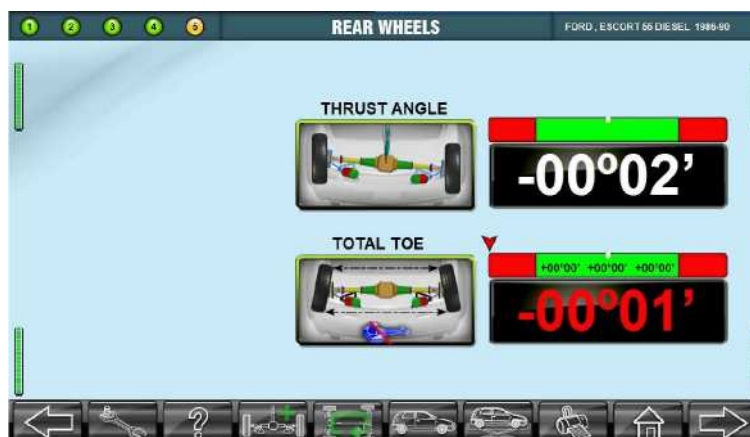 1 2 3 4 5 REAR WHEELS FORD, ESCORT 55 DIESEL 1986-90
THRUST ANGLE
-00º02’
TOTAL TOE
+00°00' +00°00' +00°00'
-00º01’
?